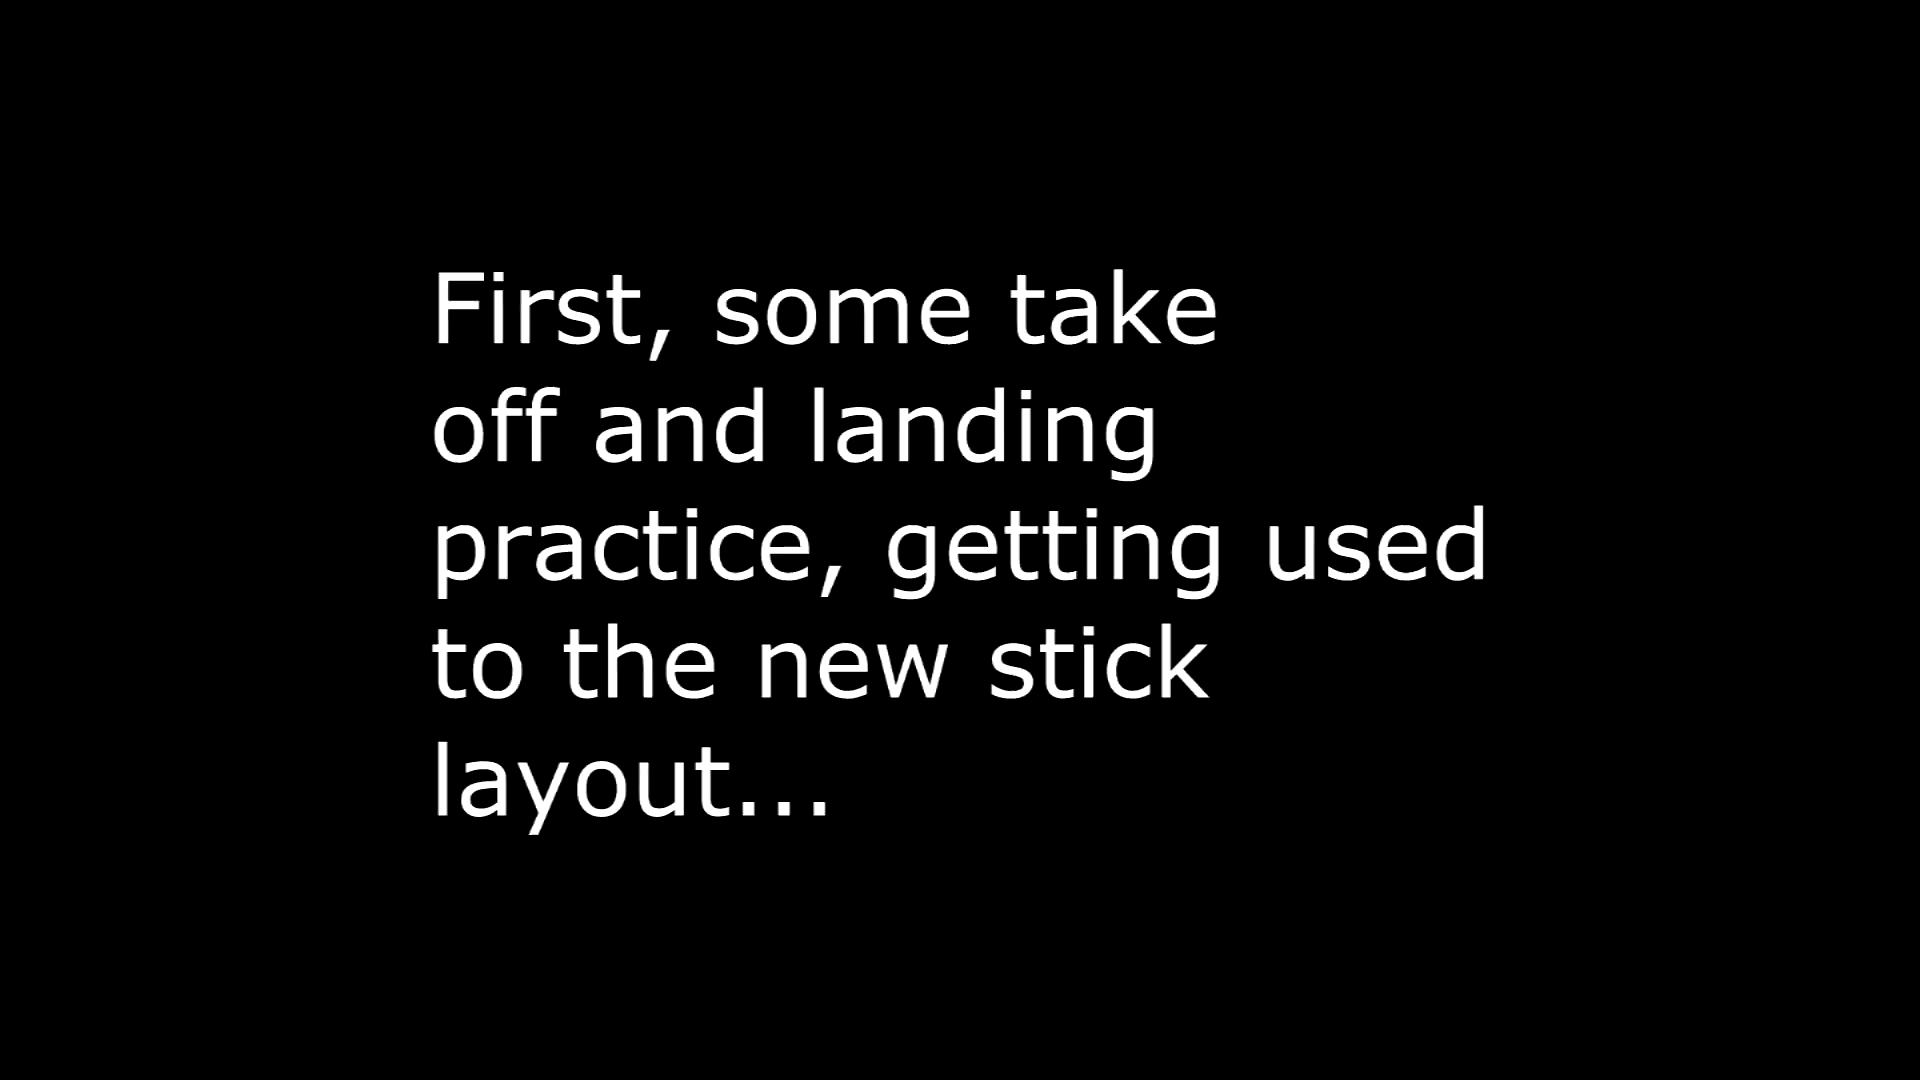 First, some take
off and landing
practice, getting used
to the new stick
layout...